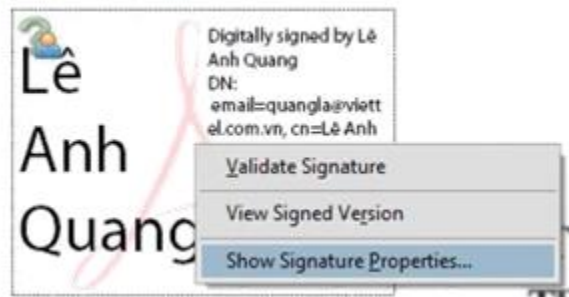 Lê
Anh
Quang
Digitally signed by Lê
Anh Quang
DN:
email=quangla@viett
el.com.vn, cn=Lê Anh
Validate Signature
View Signed Version
Show Signature Properties...